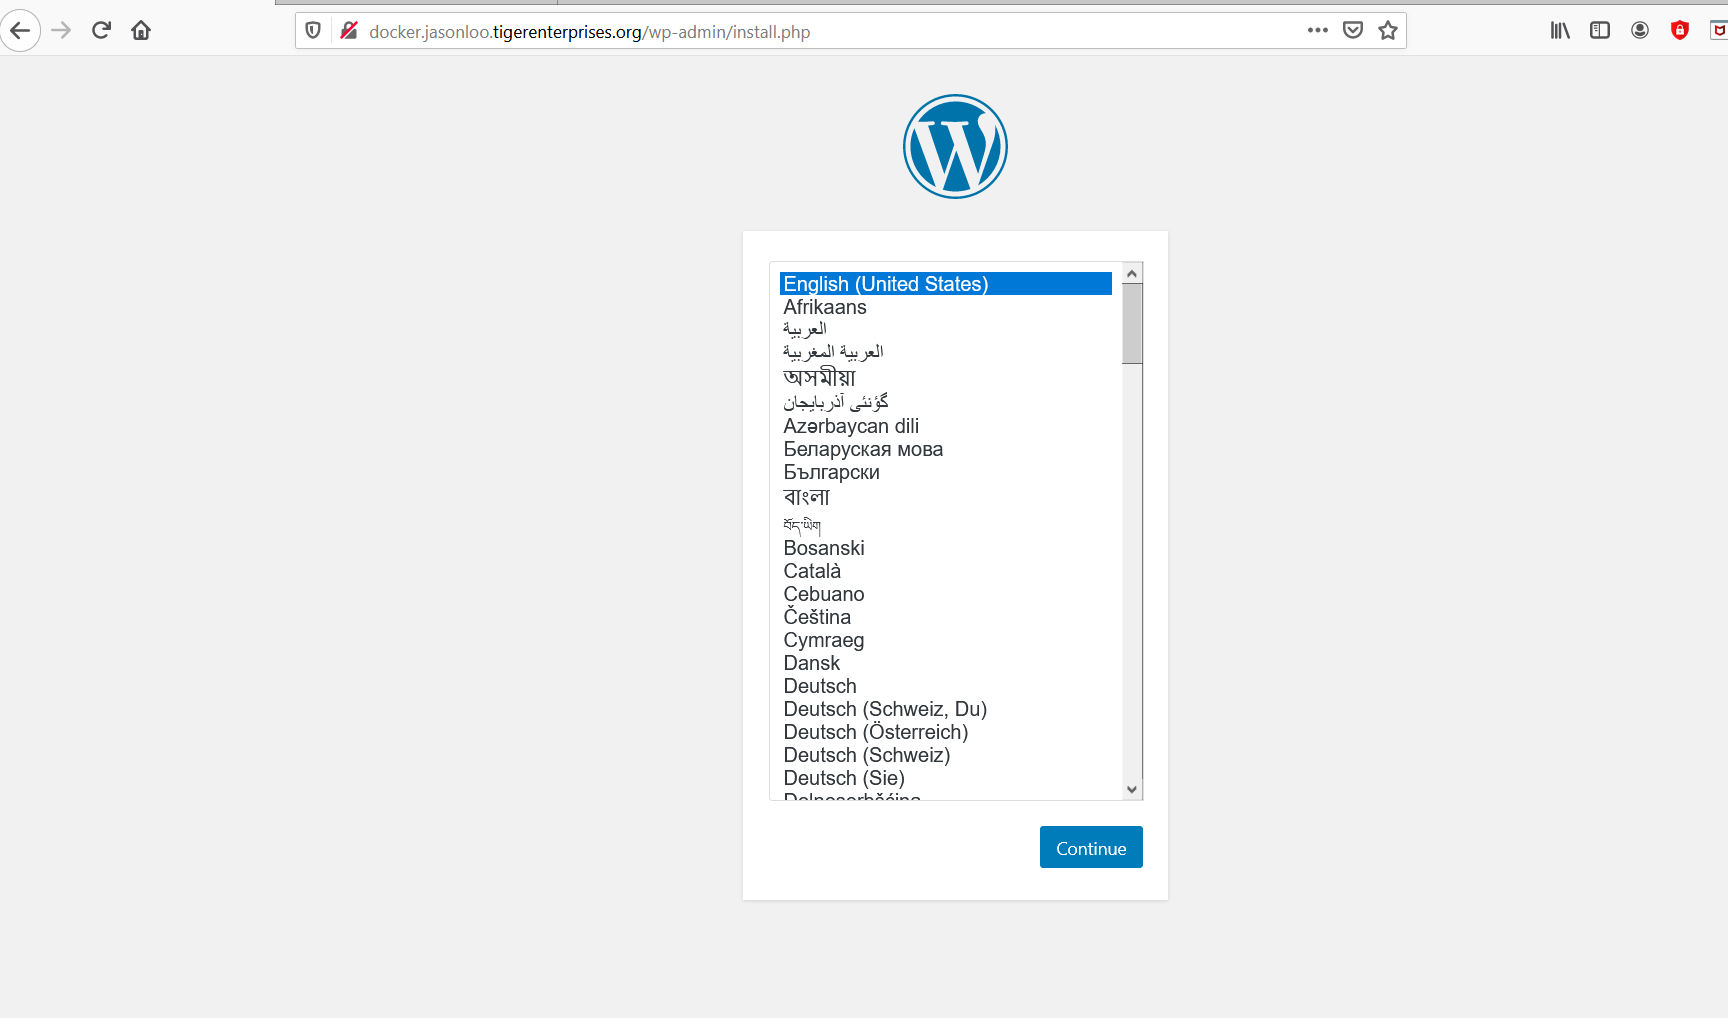 docker.jasonloo.tigerenterprises.org/wp-admin/install.php
English (United States)
Afrikaans
العربية
العربية المغربية
অসমীয়া
گؤنئی آذربایجان
Azərbaycan dili
Беларуская мова
Български
বাংলা
བོད་ཡིག
Bosanski
Català
Cebuano
Čeština
Cymraeg
Dansk
Deutsch
Deutsch (Schweiz, Du)
Deutsch (Österreich)
Deutsch (Schweiz)
Deutsch (Sie)
Dolnoserbšćina
Continue